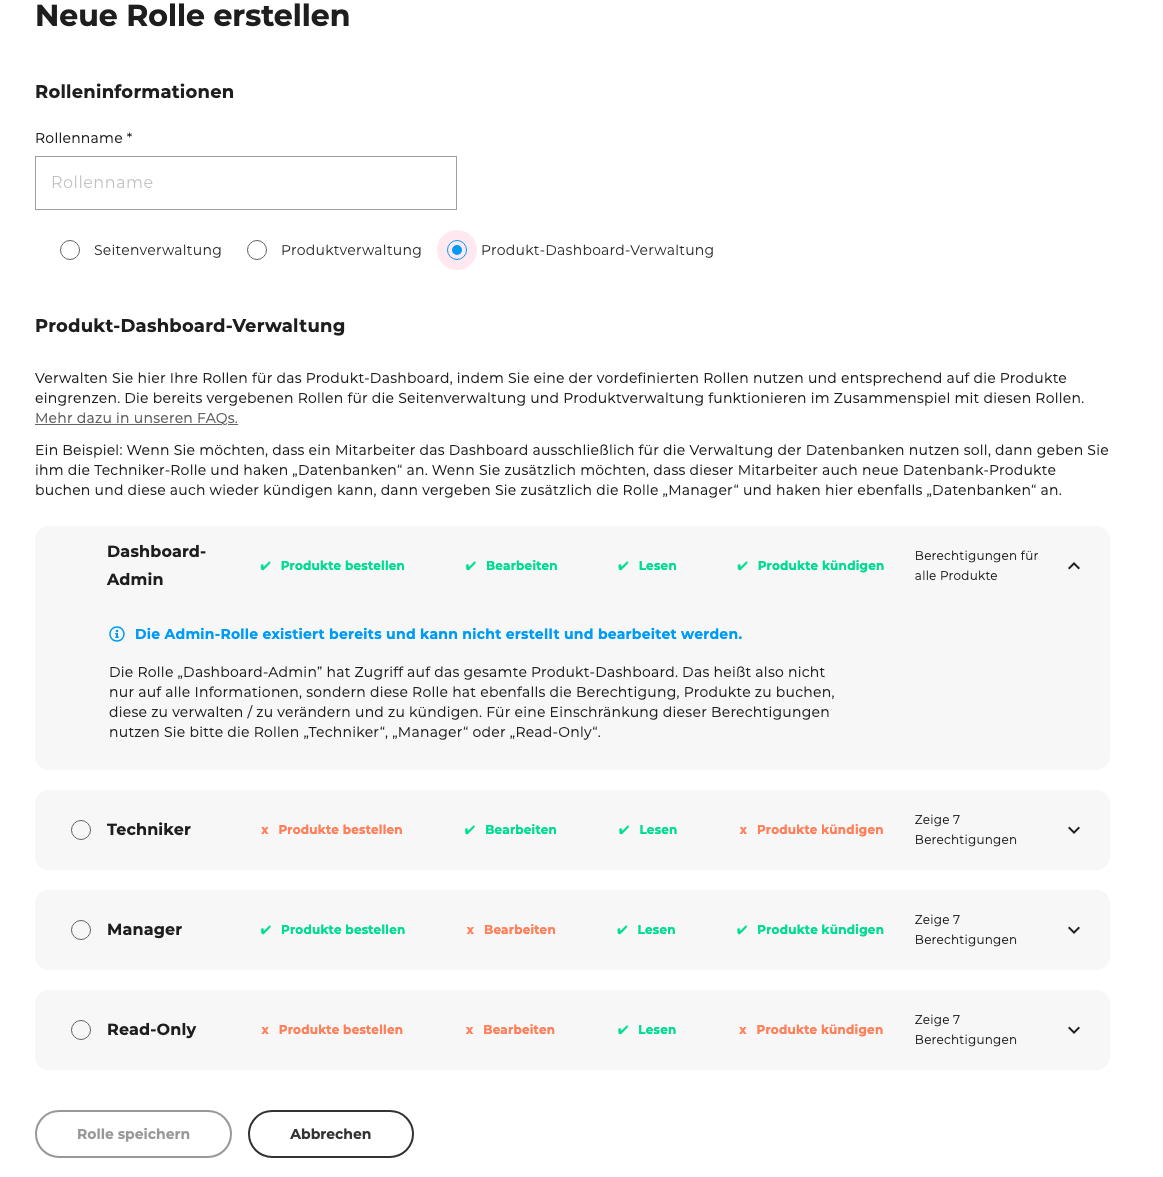 Neue Rolle erstellen
Rolleninformationen
Rollenname *
Rollenname
Seitenverwaltung Produktverwaltung Produkt-Dashboard-Verwaltung
Produkt-Dashboard-Verwaltung
Verwalten Sie hier Ihre Rollen für das Produkt-Dashboard, indem Sie eine der vordefinierten Rollen nutzen und entsprechend auf die Produkte
eingrenzen. Die bereits vergebenen Rollen für die Seitenverwaltung und Produktverwaltung funktionieren im Zusammenspiel mit diesen Rollen.
Mehr dazu in unseren FAQs.
Ein Beispiel: Wenn Sie möchten, dass ein Mitarbeiter das Dashboard ausschließlich für die Verwaltung der Datenbanken nutzen soll, dann geben Sie
ihm die Techniker-Rolle und haken „Datenbanken“ an. Wenn Sie zusätzlich möchten, dass dieser Mitarbeiter auch neue Datenbank-Produkte
buchen und diese auch wieder kündigen kann, dann vergeben Sie zusätzlich die Rolle „Manager“ und haken hier ebenfalls „Datenbanken“ an.
Dashboard-
Admin
✔ Produkte bestellen ✔ Bearbeiten ✔ Lesen ✔ Produkte kündigen
Berechtigungen für
alle Produkte
Die Admin-Rolle existiert bereits und kann nicht erstellt und bearbeitet werden.
Die Rolle „Dashboard-Admin” hat Zugriff auf das gesamte Produkt-Dashboard. Das heißt also nicht
nur auf alle Informationen, sondern diese Rolle hat ebenfalls die Berechtigung, Produkte zu buchen,
diese zu verwalten / zu verändern und zu kündigen. Für eine Einschränkung dieser Berechtigungen
nutzen Sie bitte die Rollen „Techniker“, „Manager“ oder „Read-Only“.
Techniker x Produkte bestellen ✔ Bearbeiten ✔ Lesen x Produkte kündigen
Zeige 7
Berechtigungen
Manager ✔ Produkte bestellen x Bearbeiten ✔ Lesen ✔ Produkte kündigen
Zeige 7
Berechtigungen
Read-Only x Produkte bestellen x Bearbeiten ✔ Lesen x Produkte kündigen
Zeige 7
Berechtigungen
Rolle speichern Abbrechen